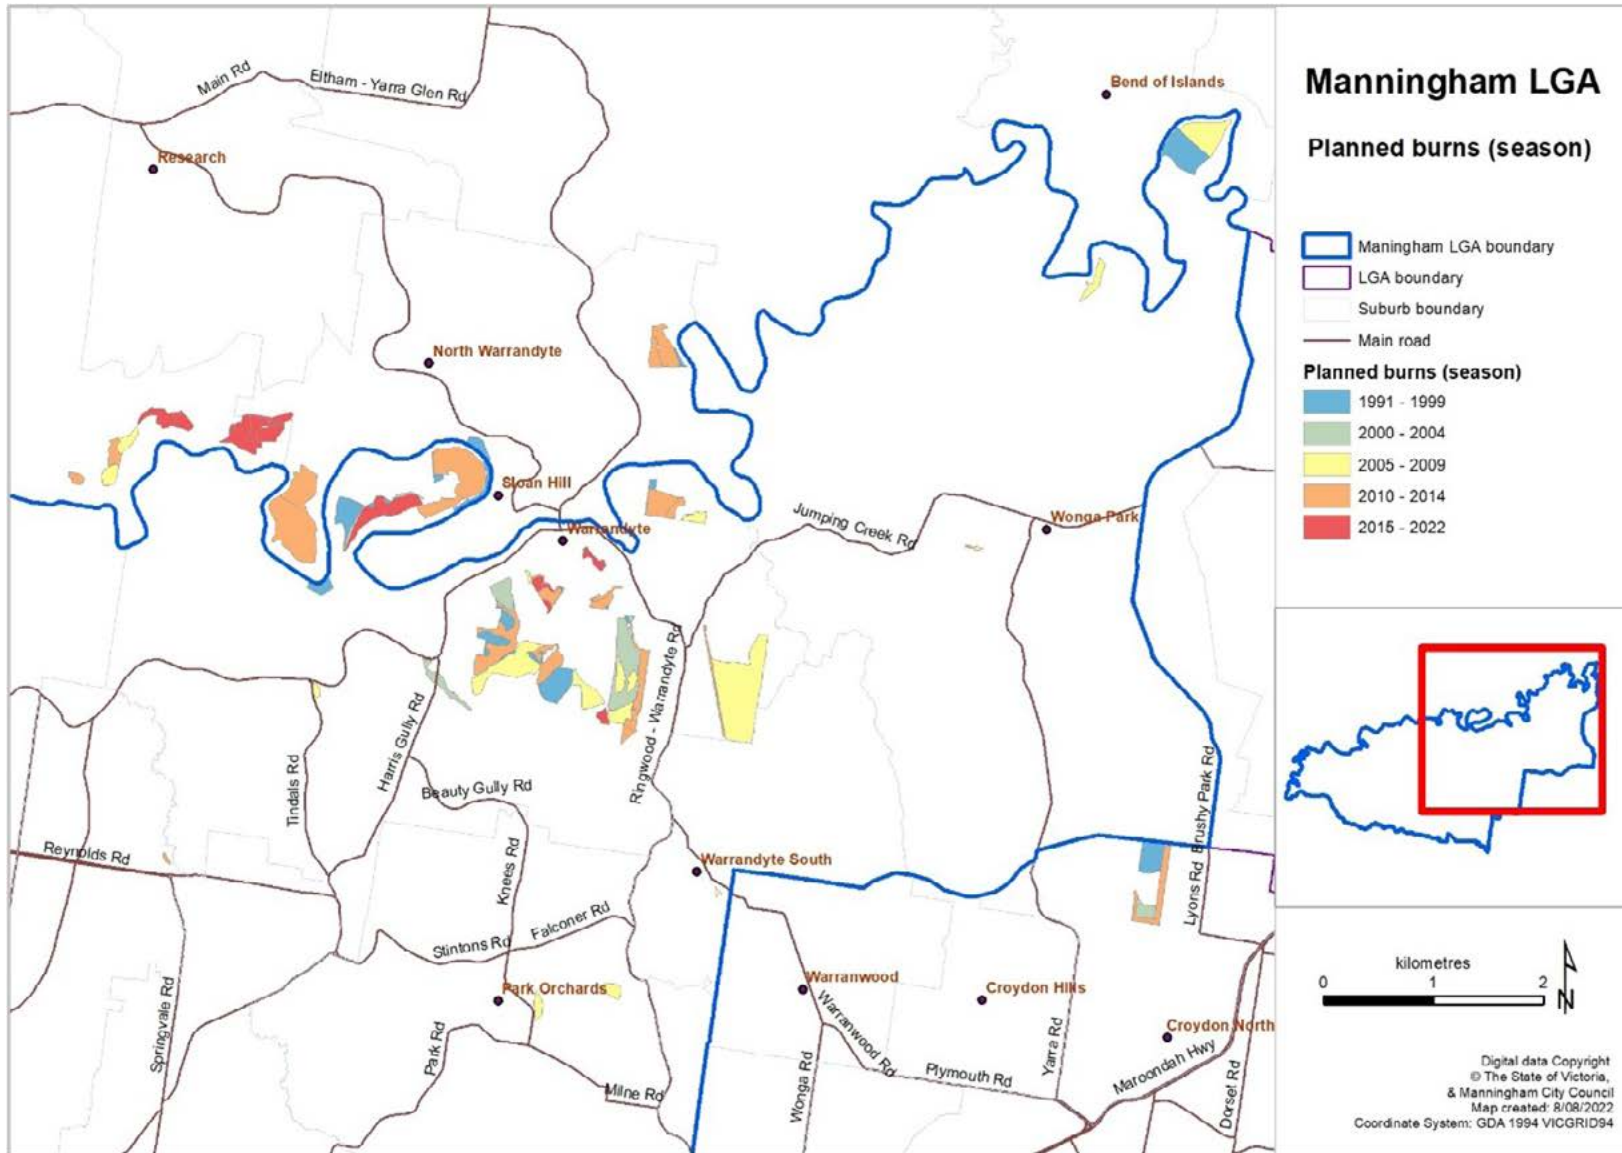 Manningham LGA
Planned burns (season)
Maningham LGA boundary
LGA boundary
Suburb boundary
Main road
Planned burns (season)
1991 - 1999
2000 - 2004
2005 - 2009
2010 - 2014
2015 - 2022
kilometres
0 1 2
N
Digital data Copyright
© The State of Victoria,
& Manningham City Council
Map created: 8/08/2022
Coordinate System: GDA 1994 VICGRID94
Main Rd
Eltham - Yarra Glen Rd
Bend of Islands
Research
North Warrandyte
Sloan Hill
Warrandyte
Jumping Creek Rd
Wonga Park
Ringwood - Warrandyte Rd
Harris Gully Rd
Tindals Rd
Beauty Gully Rd
Brushy Park Rd
Reynolds Rd
Knees Rd
Warrandyte South
Lyons Rd
Falconer Rd
Stintons Rd
Springvale Rd
Park Orchards
Warranwood
Croydon Hills
Warranwood Rd
Croydon North
Park Rd
Yarra Rd
Maroondah Hwy
Plymouth Rd
Milne Rd
Wonga Rd
Dorset Rd